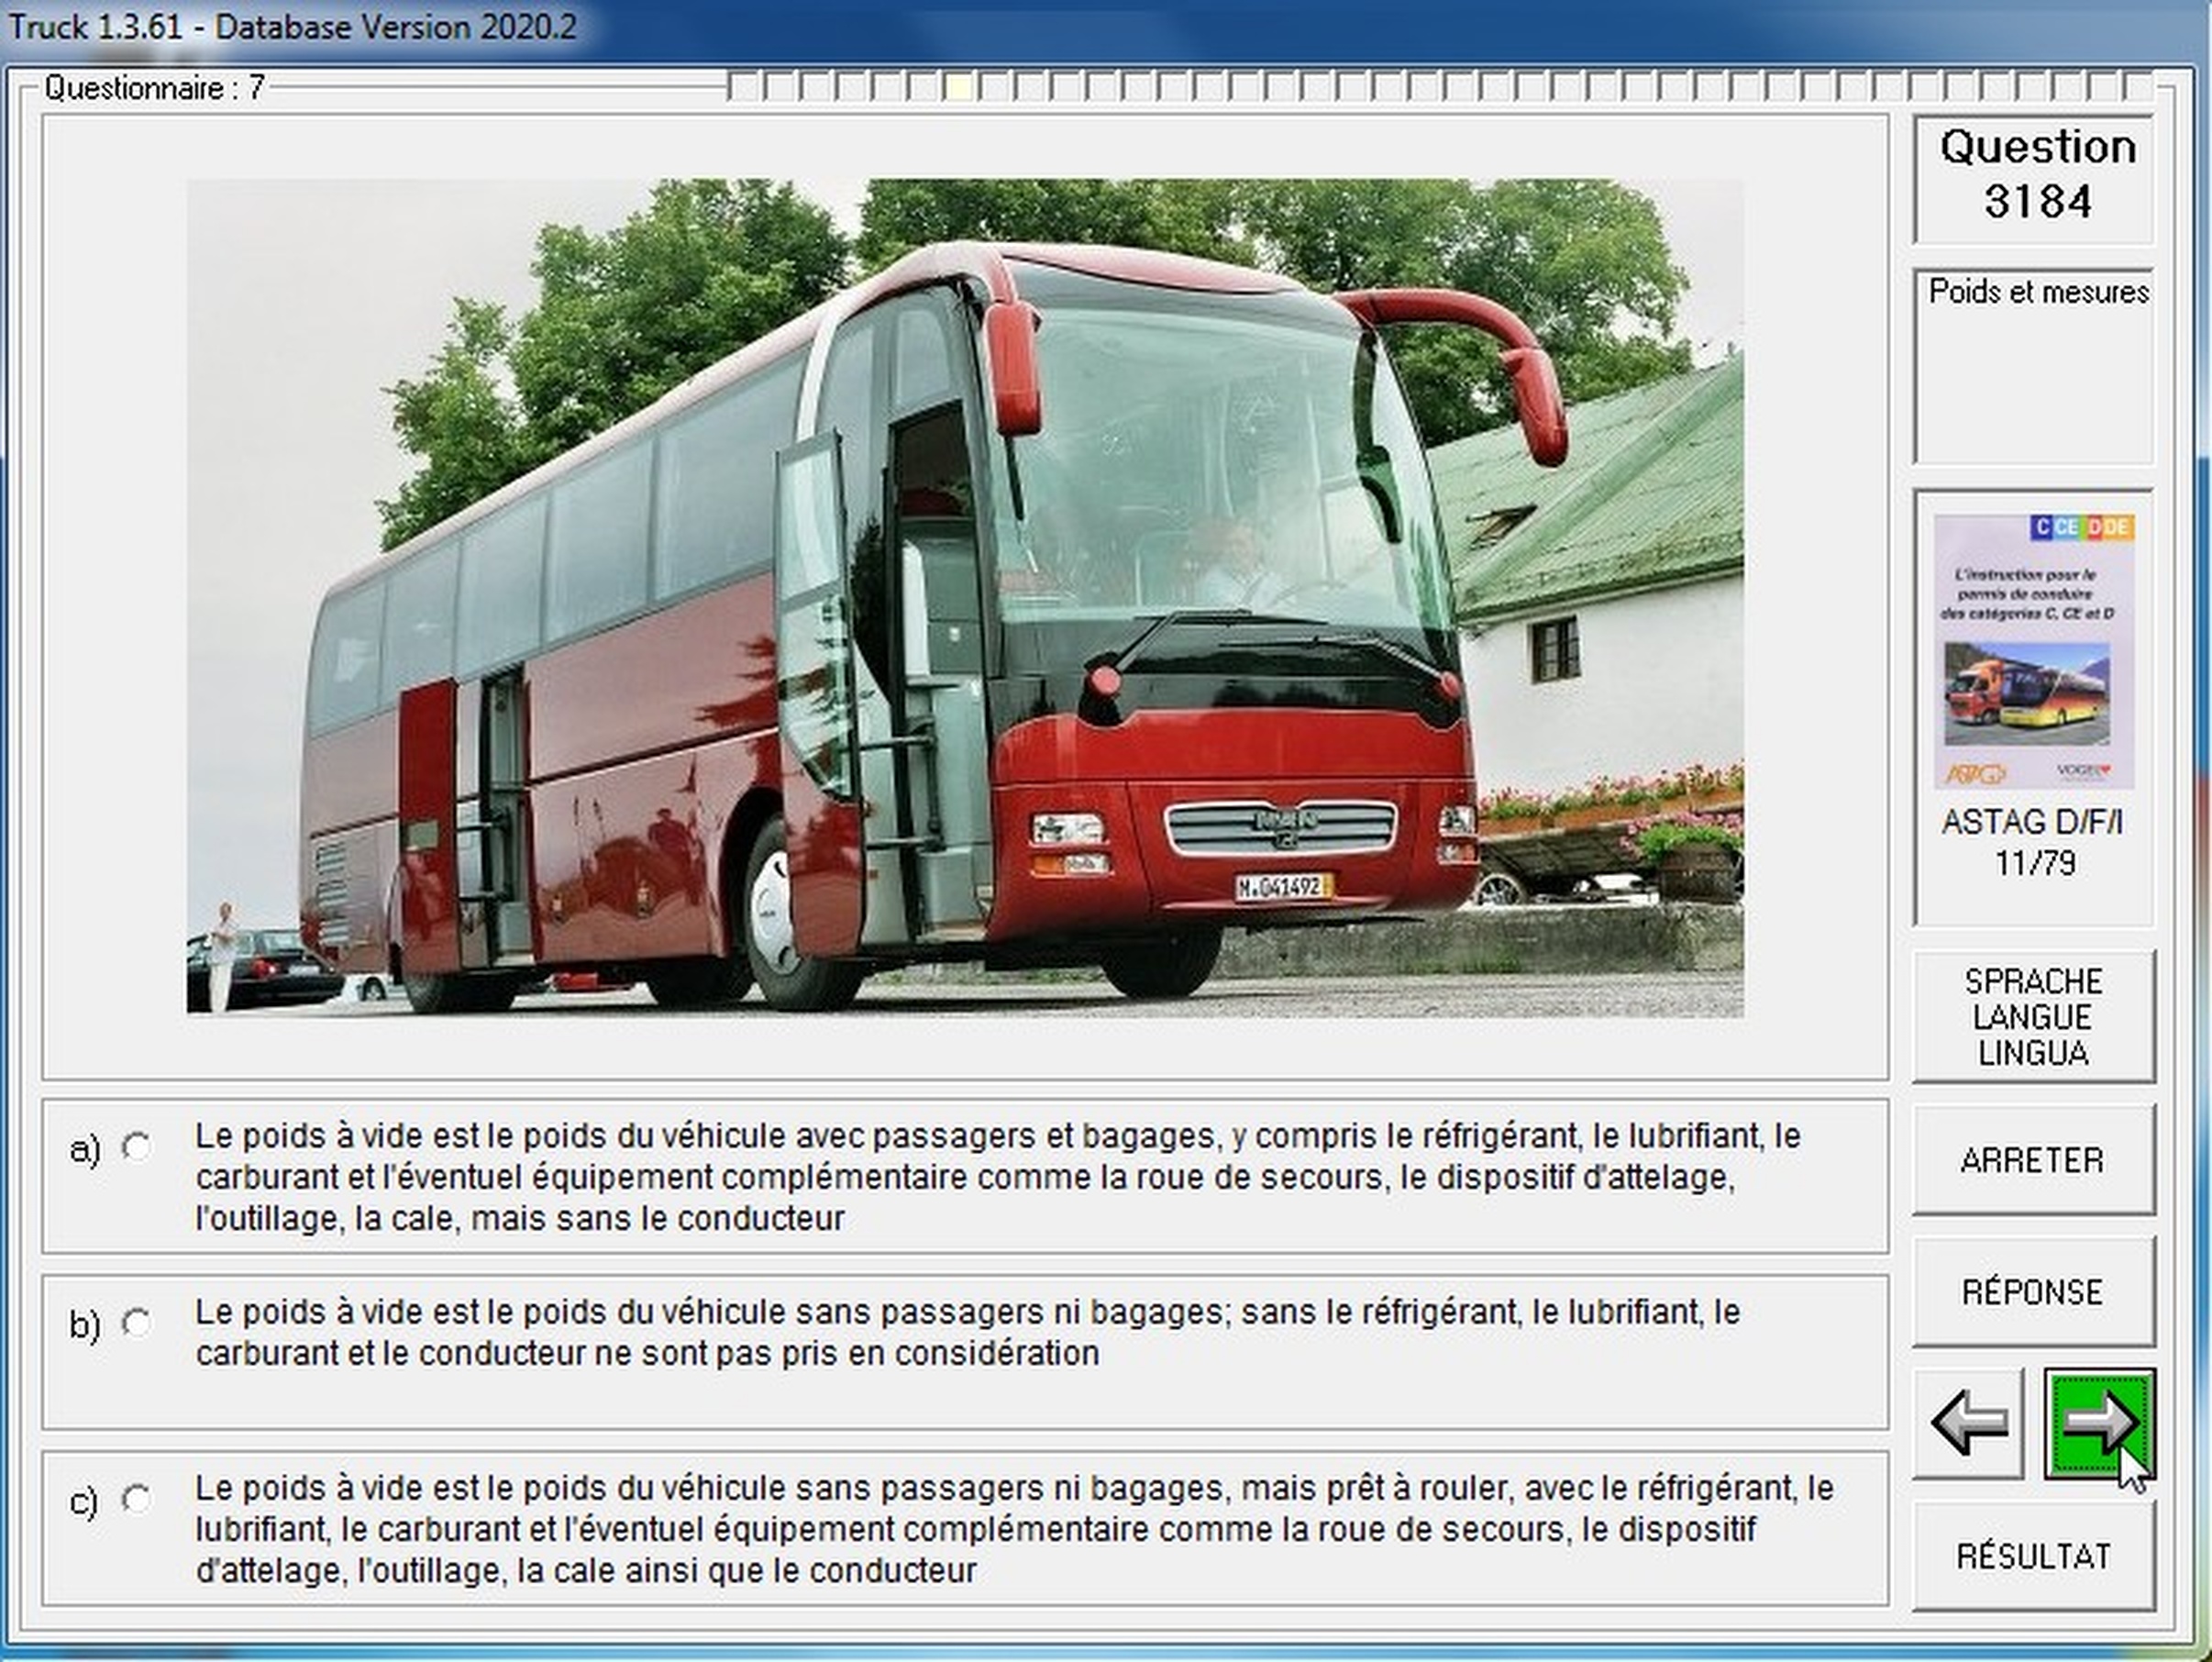 Truck 1.3.61 - Database Version 2020.2
Questionnaire : 7
Question
3184
Poids et mesures
C CE D DE
L'instruction pour le
permis de conduire
des catégories C, CE et D
ASTAG
VOGEL
ASTAG D/F/I
11/79
SPRACHE
LANGUE
LINGUA
ARRETER
RÉPONSE
RÉSULTAT
M.041492
a) Le poids à vide est le poids du véhicule avec passagers et bagages, y compris le réfrigérant, le lubrifiant, le
carburant et l'éventuel équipement complémentaire comme la roue de secours, le dispositif d'attelage,
l'outillage, la cale, mais sans le conducteur
b) Le poids à vide est le poids du véhicule sans passagers ni bagages; sans le réfrigérant, le lubrifiant, le
carburant et le conducteur ne sont pas pris en considération
c) Le poids à vide est le poids du véhicule sans passagers ni bagages, mais prêt à rouler, avec le réfrigérant, le
lubrifiant, le carburant et l'éventuel équipement complémentaire comme la roue de secours, le dispositif
d'attelage, l'outillage, la cale ainsi que le conducteur